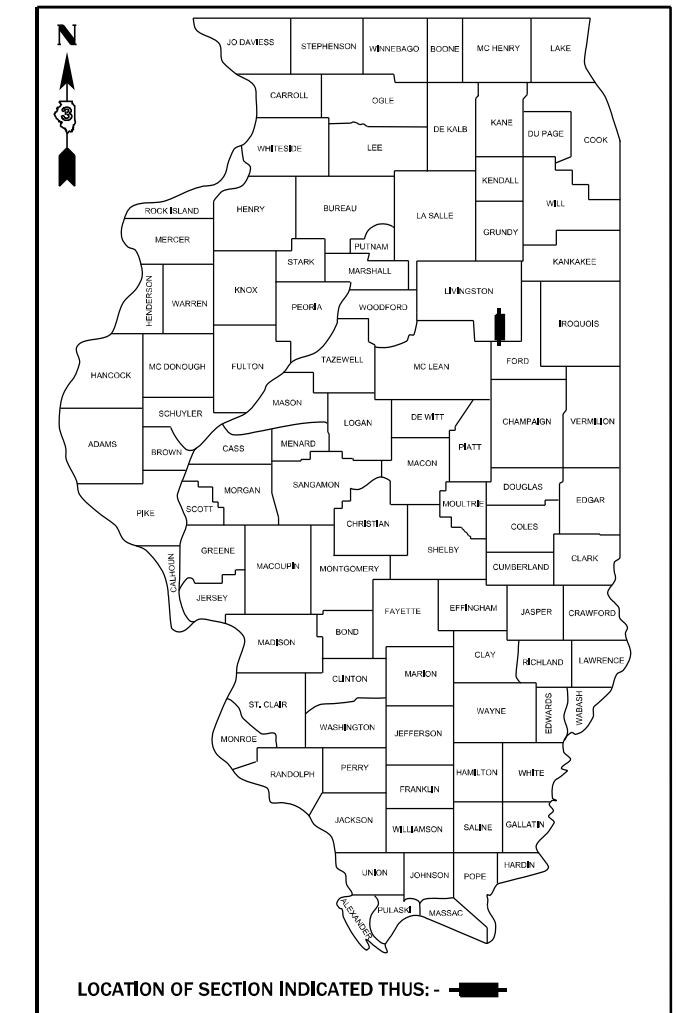 N
3
JO DAVIESS STEPHENSON WINNEBAGO BOONE MC HENRY LAKE
CARROLL OGLE DE KALB KANE DU PAGE COOK
WHITESIDE LEE
KENDALL WILL
ROCK ISLAND HENRY BUREAU LA SALLE GRUNDY
MERCER PUTNAM
STARK MARSHALL KANKAKEE
HENDERSON WARREN KNOX PEORIA WOODFORD LIVINGSTON IROQUOIS
HANCOCK MC DONOUGH FULTON TAZEWELL MC LEAN FORD
SCHUYLER MASON LOGAN DE WITT CHAMPAIGN VERMILION
ADAMS BROWN CASS MENARD MACON PIATT
PIKE SCOTT MORGAN SANGAMON CHRISTIAN MOULTRIE DOUGLAS EDGAR
COLES
CALHOUN GREENE MACOUPIN MONTGOMERY SHELBY CUMBERLAND CLARK
JERSEY FAYETTE EFFINGHAM JASPER CRAWFORD
MADISON BOND
CLINTON MARION CLAY RICHLAND LAWRENCE
ST. CLAIR WASHINGTON JEFFERSON WAYNE EDWARDS WABASH
MONROE
RANDOLPH PERRY FRANKLIN HAMILTON WHITE
JACKSON WILLIAMSON SALINE GALLATIN
UNION JOHNSON POPE HARDIN
ALEXANDER PULASKI MASSAC
LOCATION OF SECTION INDICATED THUS: -